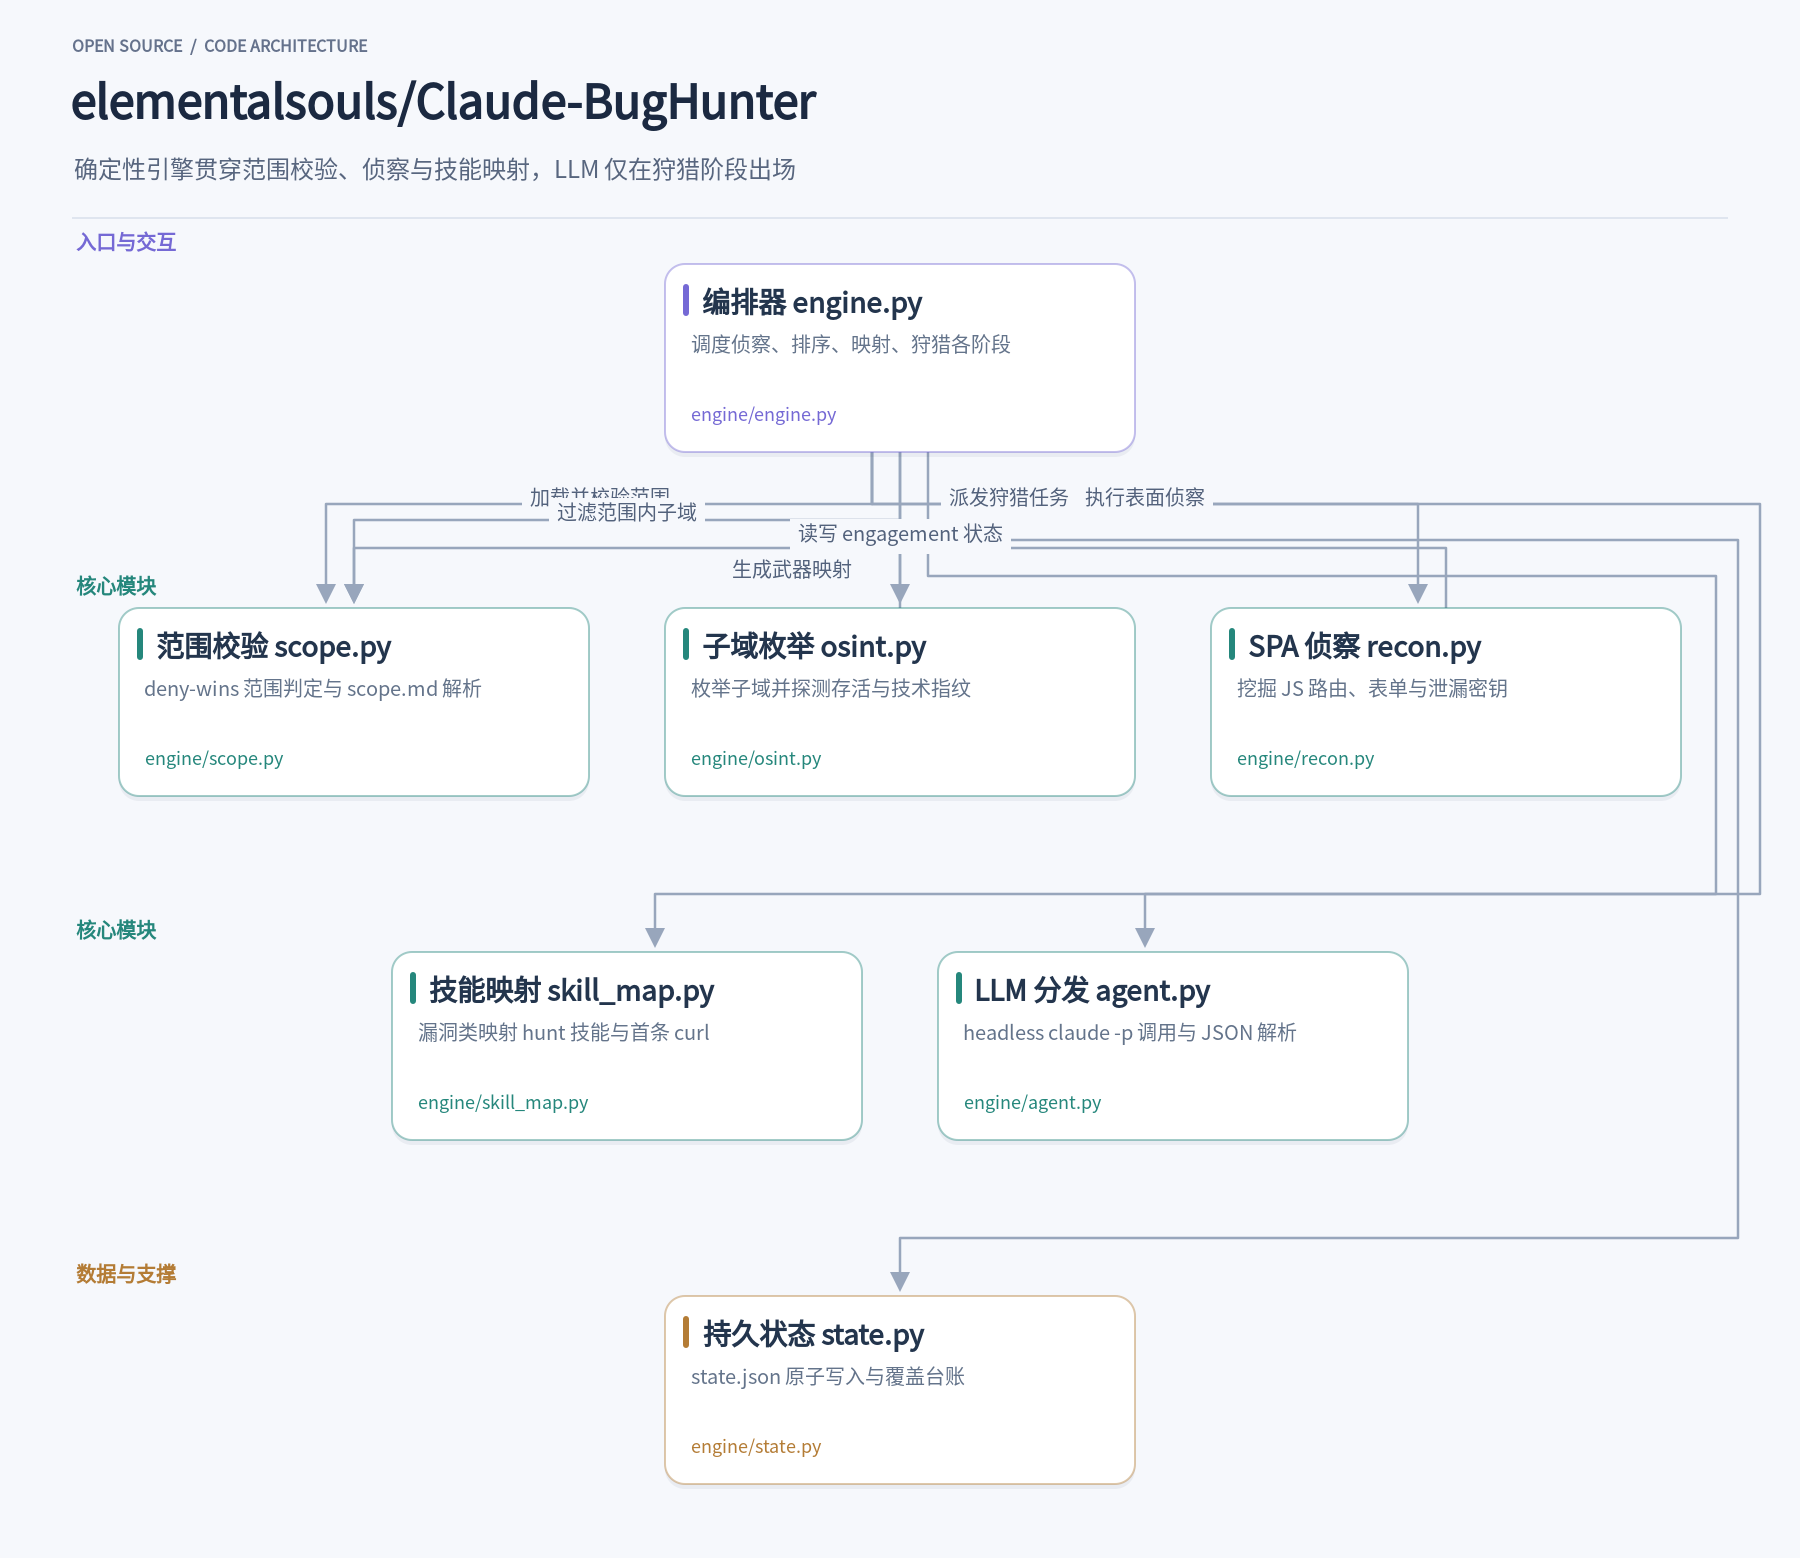 OPEN SOURCE / CODE ARCHITECTURE
elementalsouls/Claude-BugHunter
确定性引擎贯穿范围校验、侦察与技能映射，LLM 仅在狩猎阶段出场
入口与交互
编排器 engine.py
调度侦察、排序、映射、狩猎各阶段
engine/engine.py
加载并校验范围
派发狩猎任务
执行表面侦察
过滤范围内子域
读写 engagement 状态
生成武器映射
核心模块
范围校验 scope.py
deny-wins 范围判定与 scope.md 解析
engine/scope.py
子域枚举 osint.py
枚举子域并探测存活与技术指纹
engine/osint.py
SPA 侦察 recon.py
挖掘 JS 路由、表单与泄漏密钥
engine/recon.py
核心模块
技能映射 skill_map.py
漏洞类映射 hunt 技能与首条 curl
engine/skill_map.py
LLM 分发 agent.py
headless claude -p 调用与 JSON 解析
engine/agent.py
数据与支撑
持久状态 state.py
state.json 原子写入与覆盖台账
engine/state.py